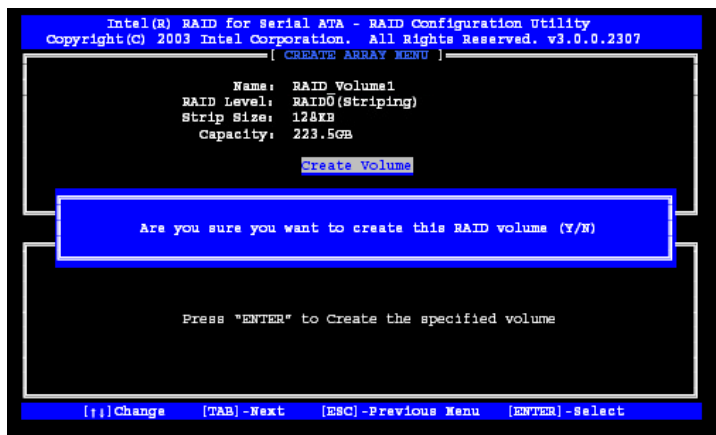 Intel(R) RAID for Serial ATA - RAID Configuration Utility
Copyright(C) 2003 Intel Corporation. All Rights Reserved. v3.0.0.2307
[ CREATE ARRAY MENU ]
Name: RAID_Volume1
RAID Level: RAID0(Striping)
Strip Size: 128KB
Capacity: 223.5GB
Create Volume
Are you sure you want to create this RAID volume (Y/N)
Press "ENTER" to Create the specified volume
[↑↓]Change [TAB]-Next [ESC]-Previous Menu [ENTER]-Select